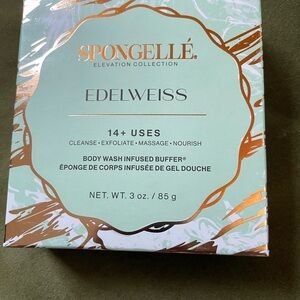 SPONGELLÉ.
ELEVATION COLLECTION
EDELWEISS
14+ USES
CLEANSE • EXFOLIATE • MASSAGE • NOURISH
BODY WASH INFUSED BUFFER®
ÉPONGE DE CORPS INFUSÉE DE GEL DOUCHE
NET. WT. 3 oz. / 85 g